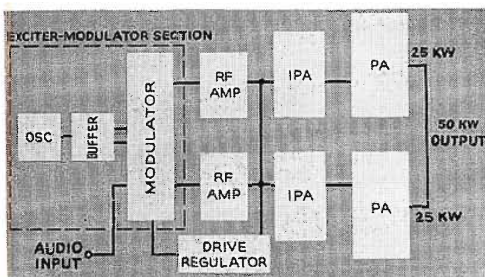 EXCITER-MODULATOR SECTION
OSC
BUFFER
MODULATOR
RF
AMP
IPA
PA
25 KW
50 KW
OUTPUT
RF
AMP
IPA
PA
25 KW
AUDIO
INPUT
DRIVE
REGULATOR